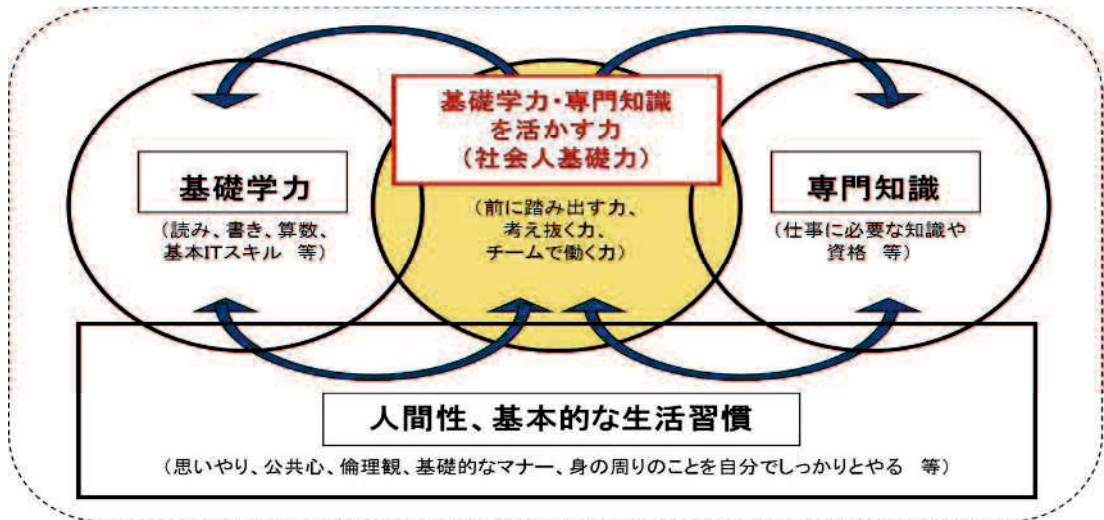 基礎学力・専門知識
を活かす力
（社会人基礎力）
基礎学力
（読み、書き、算数、
基本ITスキル　等）
（前に踏み出す力、
考え抜く力、
チームで働く力）
専門知識
（仕事に必要な知識や
資格　等）
人間性、基本的な生活習慣
（思いやり、公共心、倫理観、基礎的なマナー、身の周りのことを自分でしっかりとやる　等）